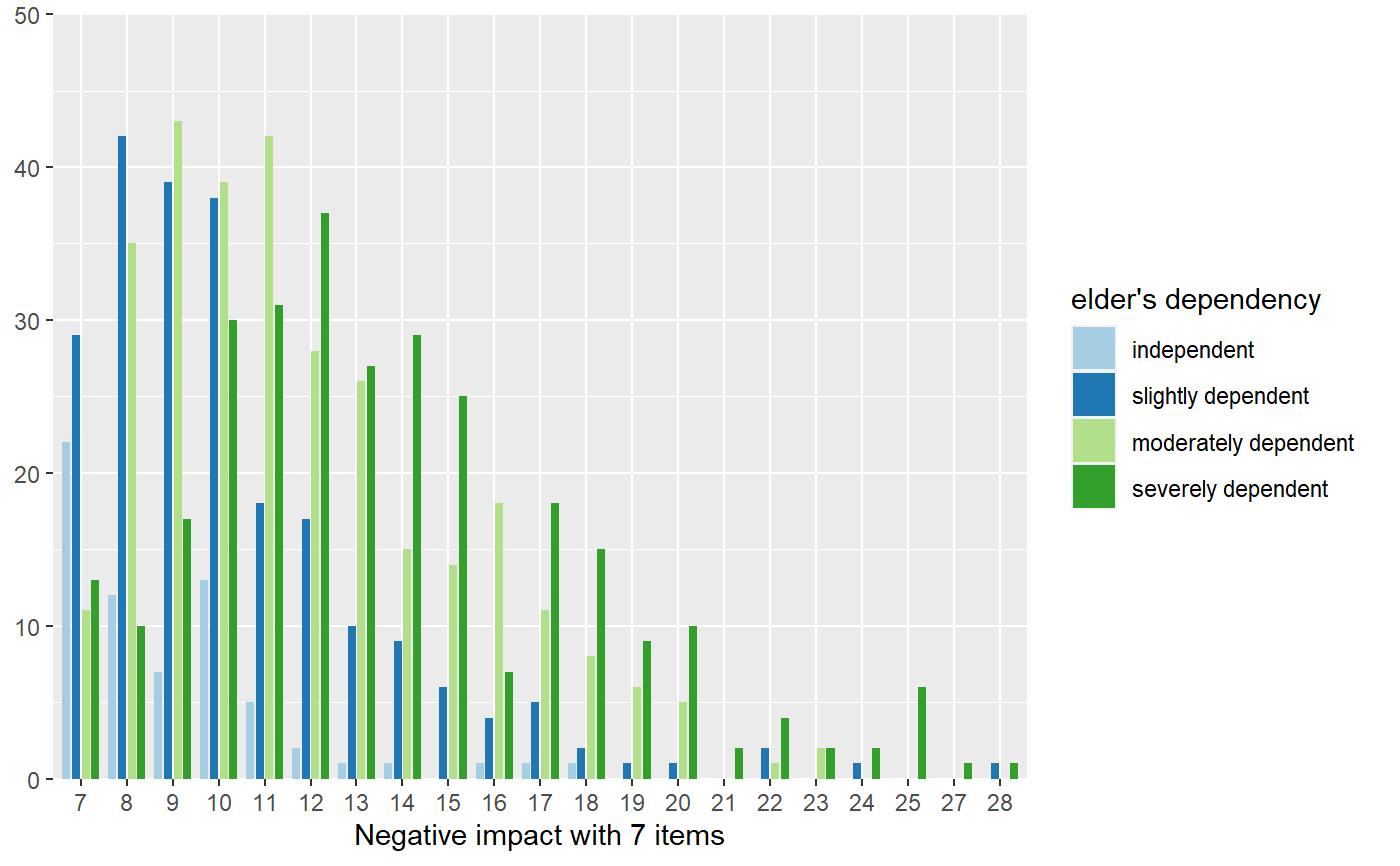 50
40
30
20
10
0
7 8 9 10 11 12 13 14 15 16 17 18 19 20 21 22 23 24 25 27 28
Negative impact with 7 items
elder's dependency
independent
slightly dependent
moderately dependent
severely dependent